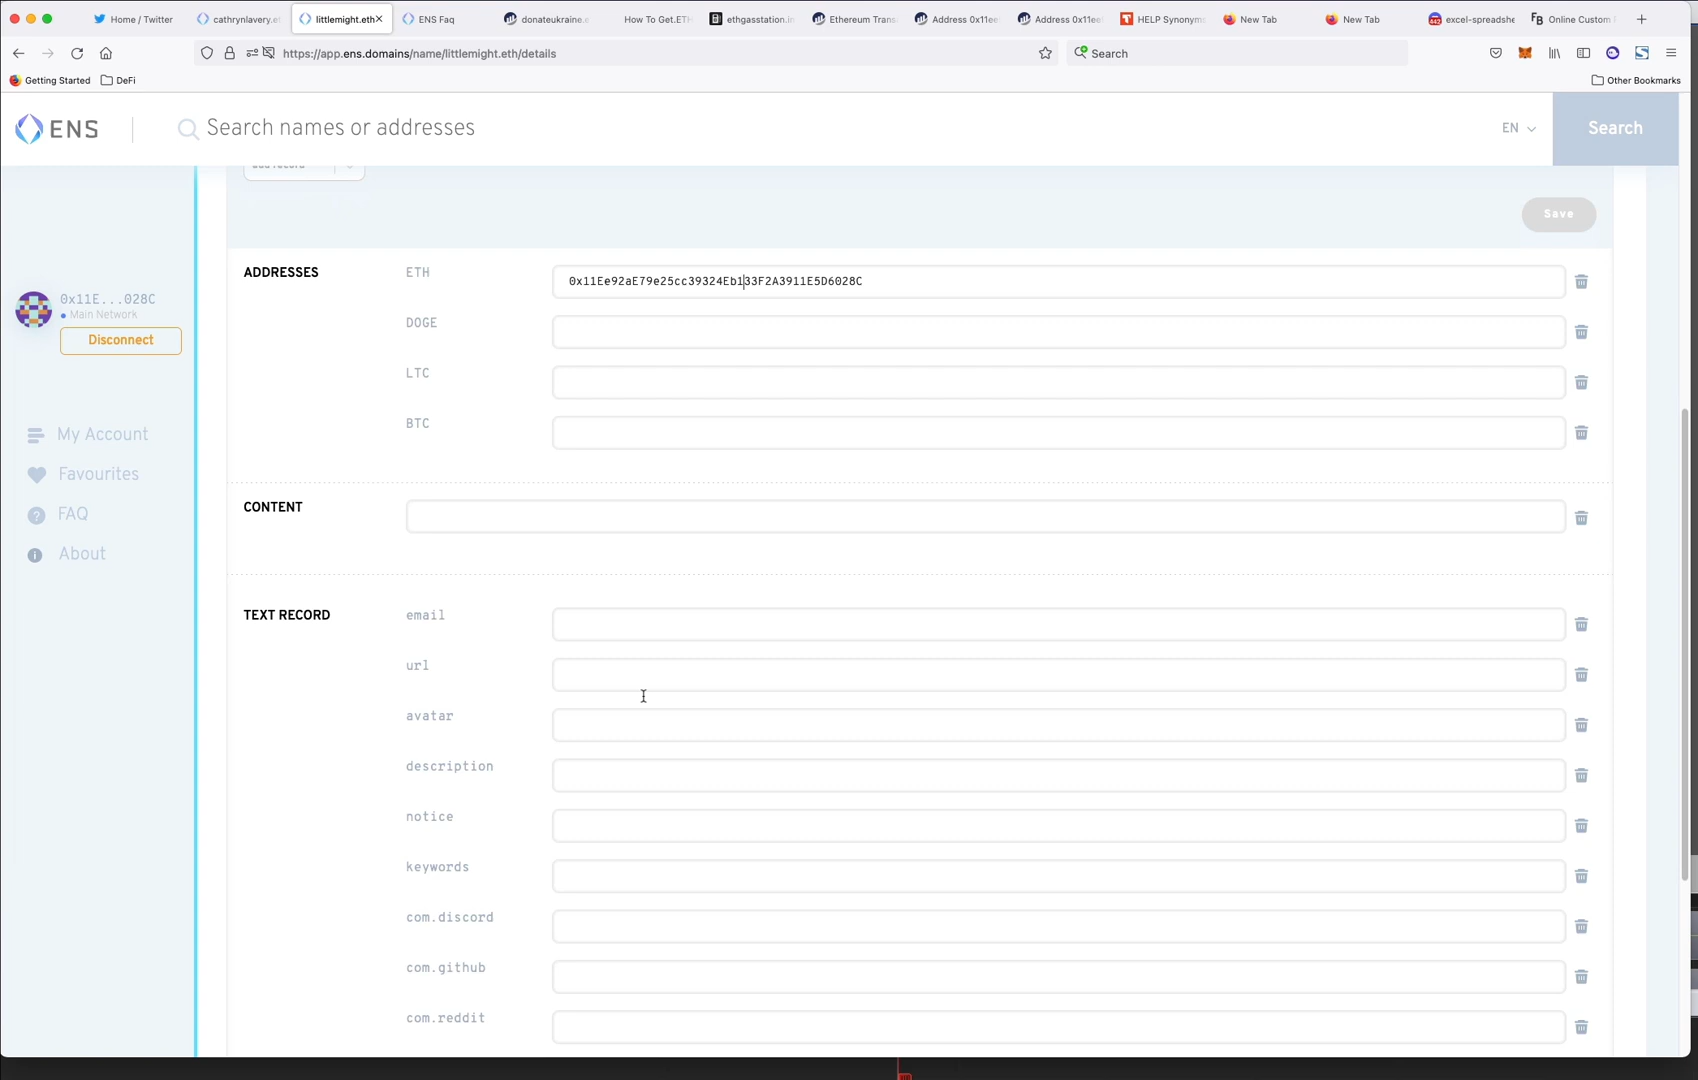 Home / Twitter
cathrynlavery.e
littlemight.eth
ENS Faq
donateukraine.e
How To Get.ETH
ethgasstation.in
Ethereum Trans
Address 0x11ee
Address 0x11ee
HELP Synonyms
New Tab
New Tab
excel-spreadshe
Online Custom
https://app.ens.domains/name/littlemight.eth/details
Search
Getting Started
DeFi
Other Bookmarks
ENS
Search names or addresses
EN
Search
Save
ADDRESSES
ETH
0x11Ee92aE79e25cc39324Eb133F2A3911E5D6028C
0x11E...028C
Main Network
Disconnect
DOGE
LTC
BTC
My Account
Favourites
FAQ
About
CONTENT
TEXT RECORD
email
url
avatar
description
notice
keywords
com.discord
com.github
com.reddit